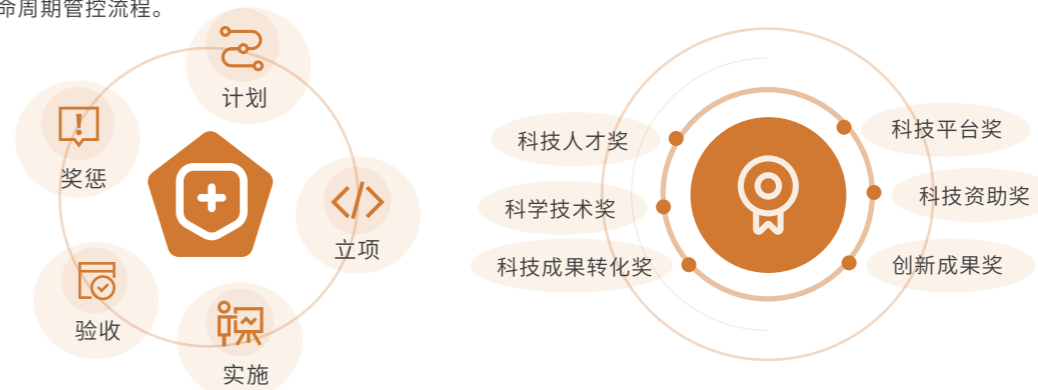 命周期管控流程。
计划
立项
实施
验收
奖惩
科技人才奖
科学技术奖
科技成果转化奖
科技平台奖
科技资助奖
创新成果奖